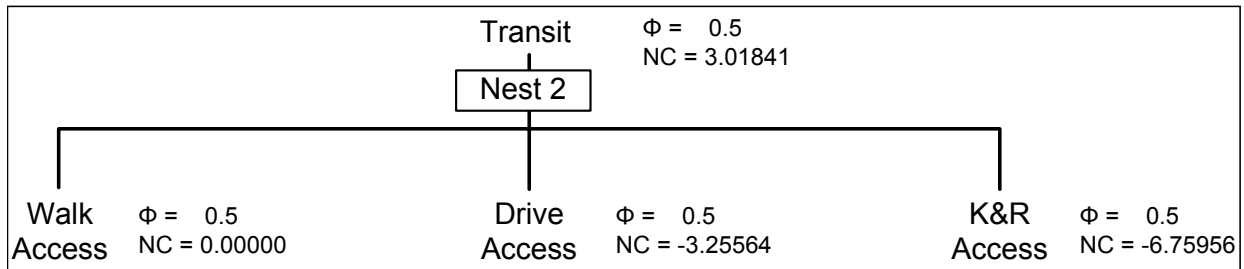 Transit
Φ = 0.5
NC = 3.01841
Nest 2
Walk
Access
Φ = 0.5
NC = 0.00000
Drive
Access
Φ = 0.5
NC = -3.25564
K&R
Access
Φ = 0.5
NC = -6.75956